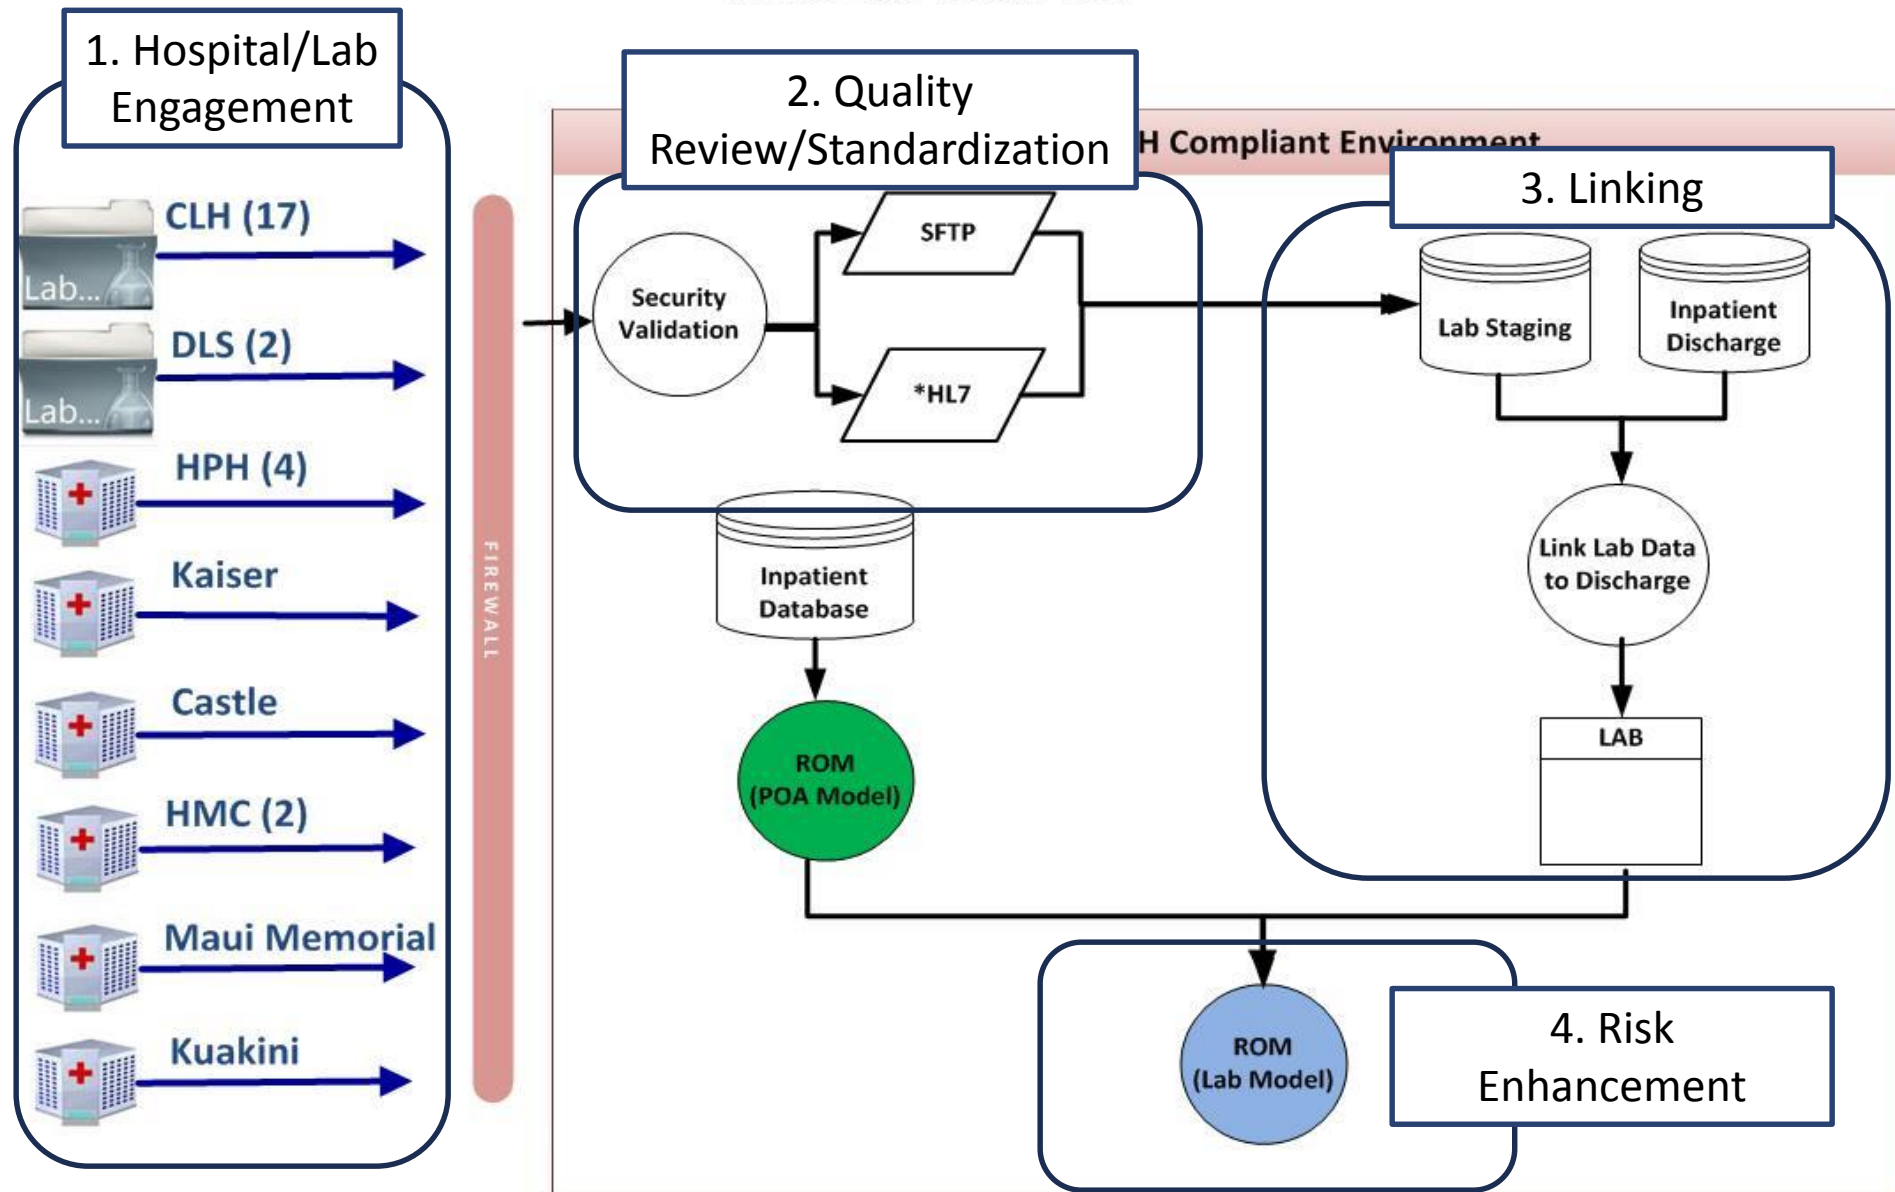 1. Hospital/Lab
Engagement
CLH (17)
Lab...
DLS (2)
Lab...
HPH (4)
Kaiser
Castle
HMC (2)
Maui Memorial
Kuakini
FIREWALL
2. Quality
Review/Standardization
H Compliant Environment
Security
Validation
SFTP
*HL7
3. Linking
Lab Staging
Inpatient
Discharge
Link Lab Data
to Discharge
LAB
Inpatient
Database
ROM
(POA Model)
ROM
(Lab Model)
4. Risk
Enhancement